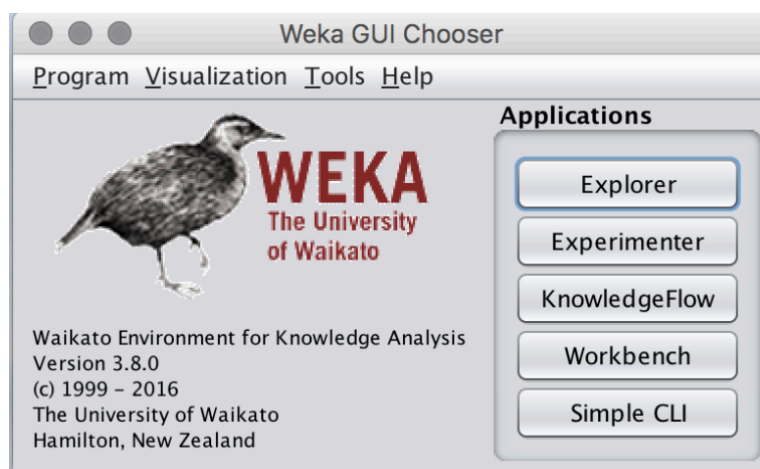 Weka GUI Chooser
Program Visualization Tools Help
WEKA
The University
of Waikato
Waikato Environment for Knowledge Analysis
Version 3.8.0
(c) 1999 – 2016
The University of Waikato
Hamilton, New Zealand
Applications
Explorer
Experimenter
KnowledgeFlow
Workbench
Simple CLI